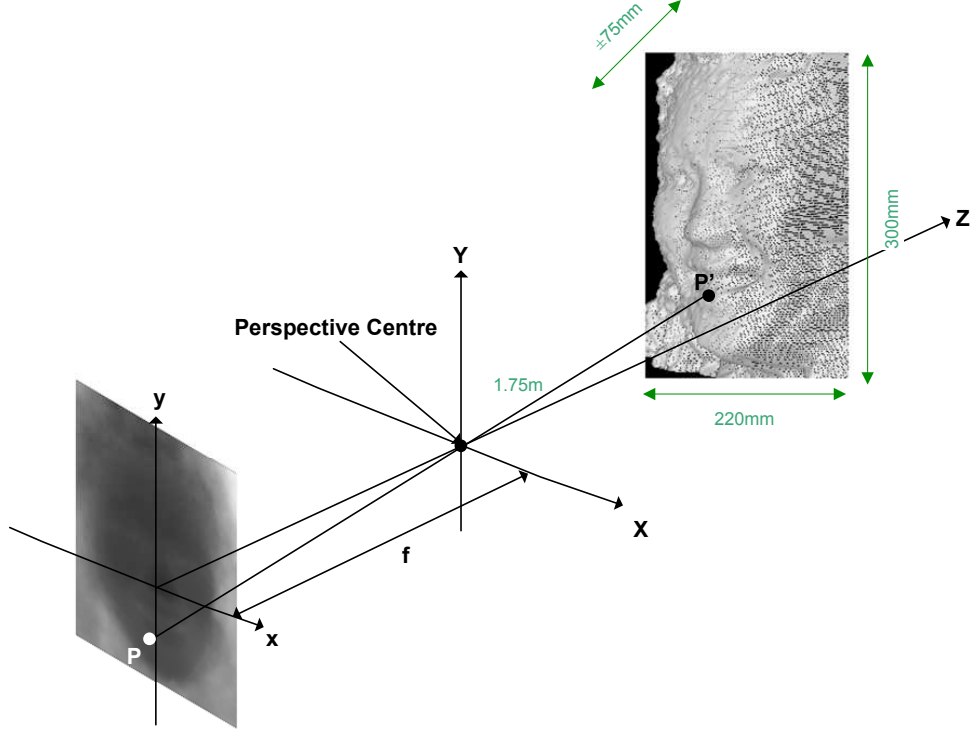 ±75mm
300mm
Z
Y
P'
Perspective Centre
1.75m
y
220mm
X
f
x
P